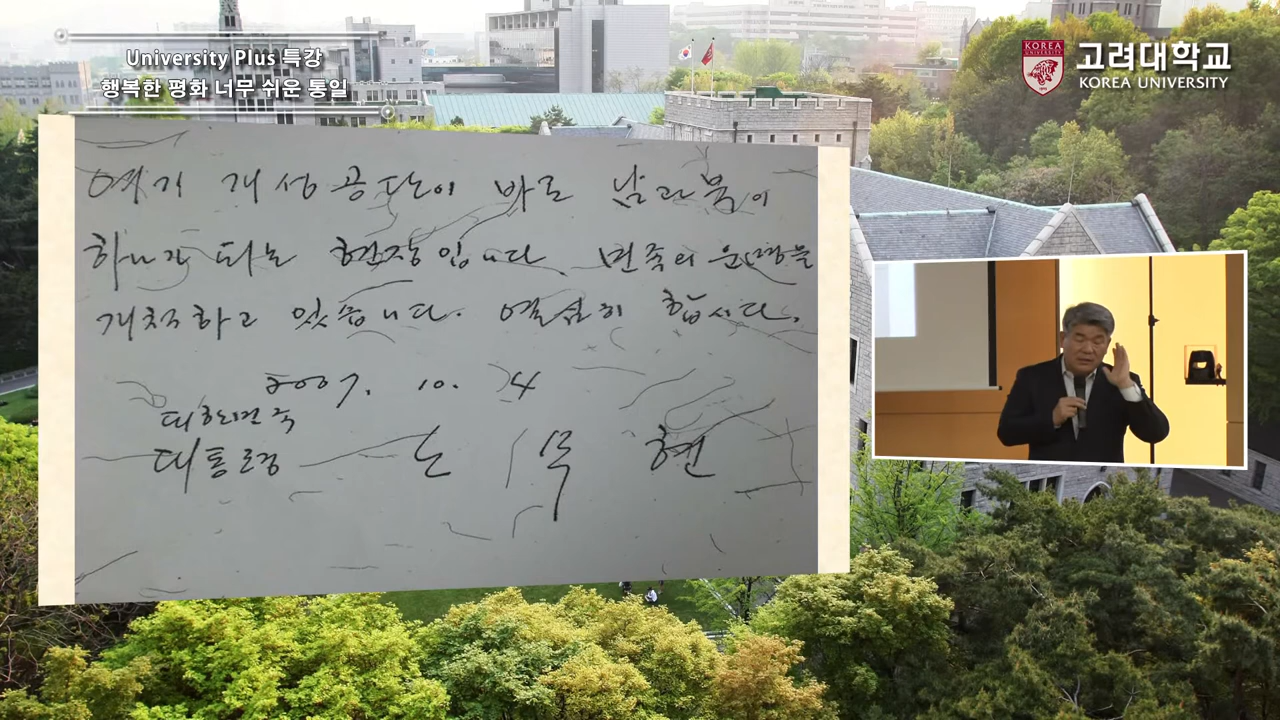 University Plus 특강
행복한 평화 너무 쉬운 통일
KOREA
UNIVERSITY
고려대학교
KOREA UNIVERSITY
여기 개성공단이 바로 남과 북이
하나가 되는 현장입니다. 민족의 운명을
개척하고 있습니다. 열심히 합시다.
2007. 10. 4
대한민국
대통령 노 무 현